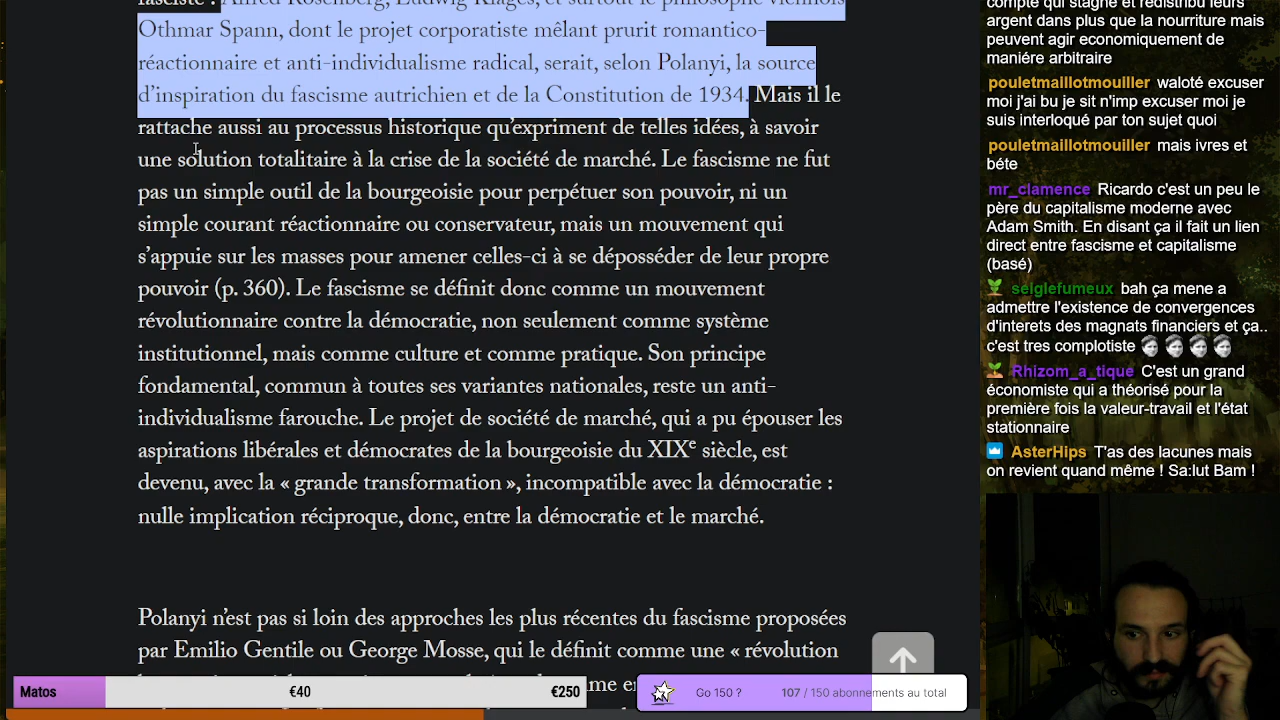 fasciste : Alfred Rosenberg, Ludwig Klages, et surtout le philosophe viennois
Othmar Spann, dont le projet corporatiste mêlant prurit romantico-
réactionnaire et anti-individualisme radical, serait, selon Polanyi, la source
d’inspiration du fascisme autrichien et de la Constitution de 1934. Mais il le
rattache aussi au processus historique qu’expriment de telles idées, à savoir
une solution totalitaire à la crise de la société de marché. Le fascisme ne fut
pas un simple outil de la bourgeoisie pour perpétuer son pouvoir, ni un
simple courant réactionnaire ou conservateur, mais un mouvement qui
s’appuie sur les masses pour amener celles-ci à se déposséder de leur propre
pouvoir (p. 360). Le fascisme se définit donc comme un mouvement
révolutionnaire contre la démocratie, non seulement comme système
institutionnel, mais comme culture et comme pratique. Son principe
fondamental, commun à toutes ses variantes nationales, reste un anti-
individualisme farouche. Le projet de société de marché, qui a pu épouser les
aspirations libérales et démocrates de la bourgeoisie du XIXe siècle, est
devenu, avec la « grande transformation », incompatible avec la démocratie :
nulle implication réciproque, donc, entre la démocratie et le marché.
Polanyi n’est pas si loin des approches les plus récentes du fascisme proposées
par Emilio Gentile ou George Mosse, qui le définit comme une « révolution
Matos €40 €250
Go 150 ? 107 / 150 abonnements au total
compte qui stagne et redistribu leurs
argent dans plus que la nourriture mais
peuvent agir economiquement de
maniére arbitraire
pouletmaillotmouiller waloté excuser
moi j'ai bu je sit n'imp excuser moi je
suis interloqué par ton sujet quoi
pouletmaillotmouiller mais ivres et
béte
mr_clamence Ricardo c'est un peu le
père du capitalisme moderne avec
Adam Smith. En disant ça il fait un lien
direct entre fascisme et capitalisme
(basé)
seiglefumeux bah ça mene a
admettre l'existence de convergences
d'interets des magnats financiers et ça..
c'est tres complotiste
Rhizom_a_tique C'est un grand
économiste qui a théorisé pour la
première fois la valeur-travail et l'état
stationnaire
AsterHips T'as des lacunes mais
on revient quand même ! Sa:lut Bam !